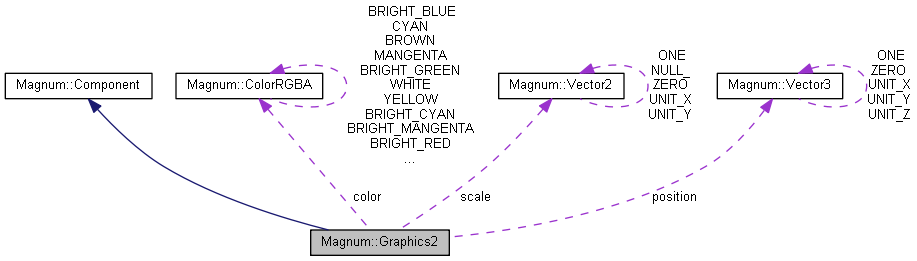 BRIGHT_BLUE
CYAN
BROWN
MANGENTA
BRIGHT_GREEN
WHITE
YELLOW
BRIGHT_CYAN
BRIGHT_MANGENTA
BRIGHT_RED
...
ONE
NULL_
ZERO
UNIT_X
UNIT_Y
ONE
ZERO
UNIT_X
UNIT_Y
UNIT_Z
Magnum::Component
Magnum::ColorRGBA
Magnum::Vector2
Magnum::Vector3
color
scale
position
Magnum::Graphics2